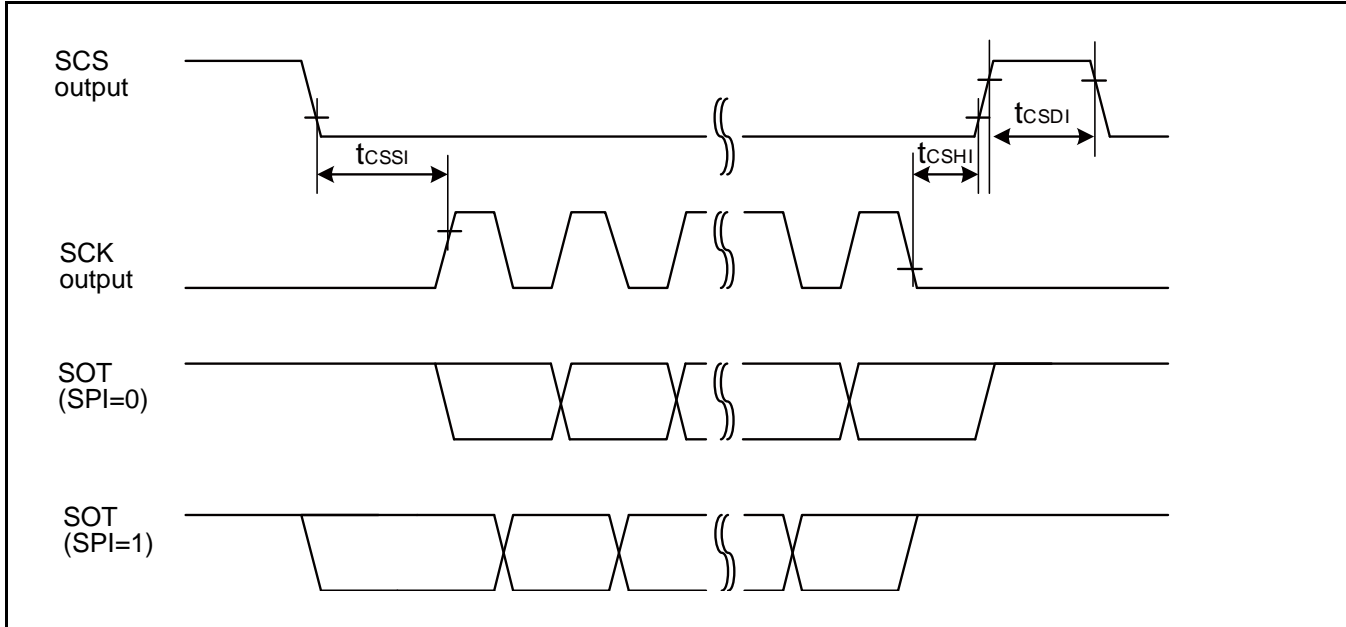 SCS
output
tCSDI
tCSSI
tCSHI
SCK
output
SOT
(SPI=0)
SOT
(SPI=1)